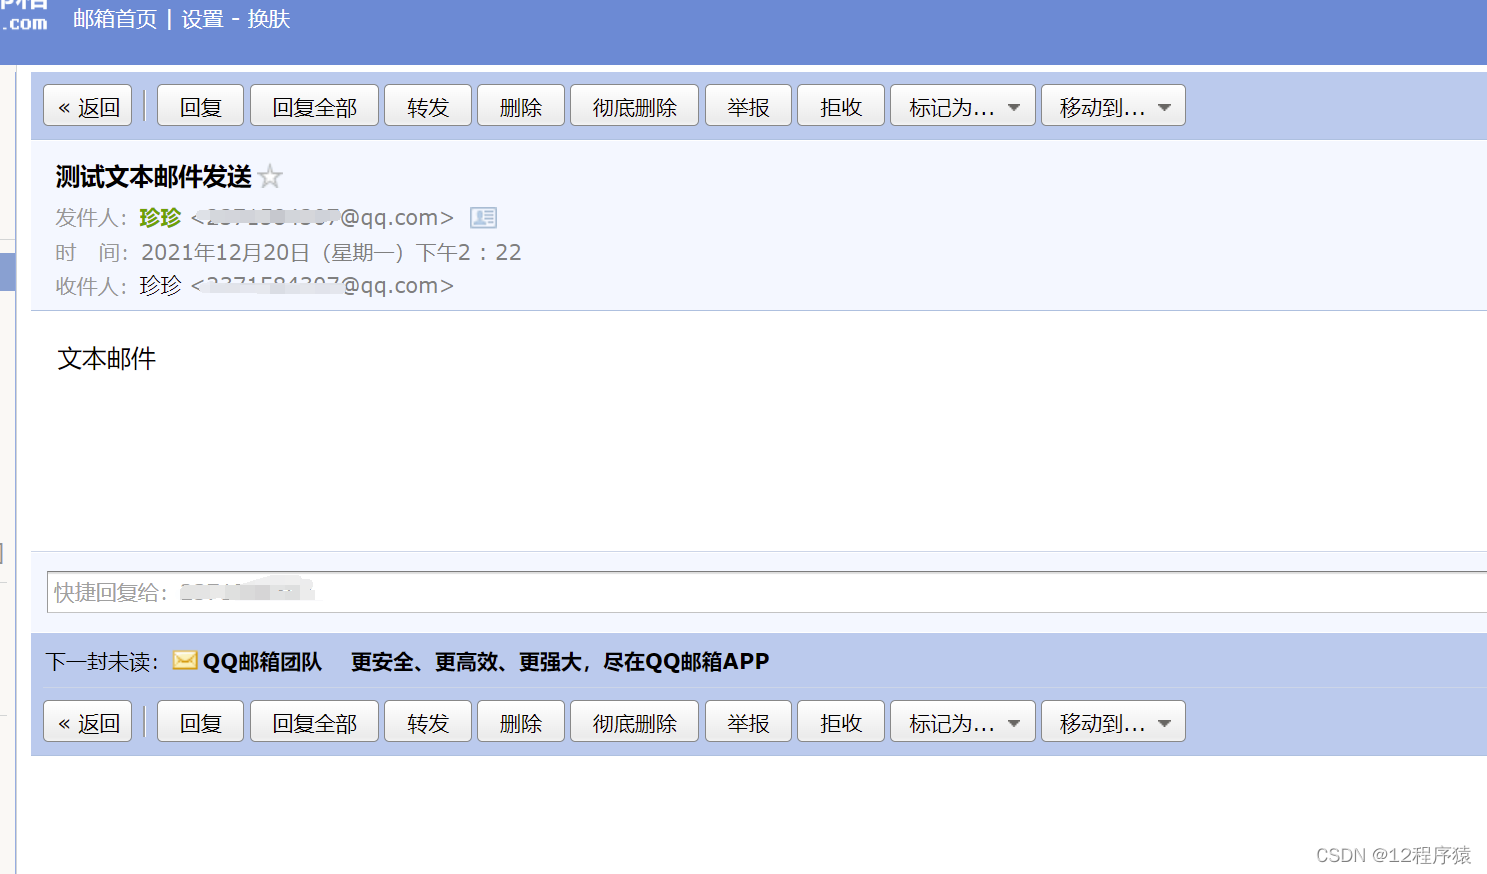 .com 邮箱首页 | 设置 - 换肤
« 返回 回复 回复全部 转发 删除 彻底删除 举报 拒收 标记为... 移动到...
测试文本邮件发送
发件人：珍珍 <@qq.com>
时 间：2021年12月20日（星期一）下午2：22
收件人：珍珍 <@qq.com>
文本邮件
快捷回复给：
下一封未读： QQ邮箱团队 更安全、更高效、更强大，尽在QQ邮箱APP
« 返回 回复 回复全部 转发 删除 彻底删除 举报 拒收 标记为... 移动到...
CSDN @12程序猿